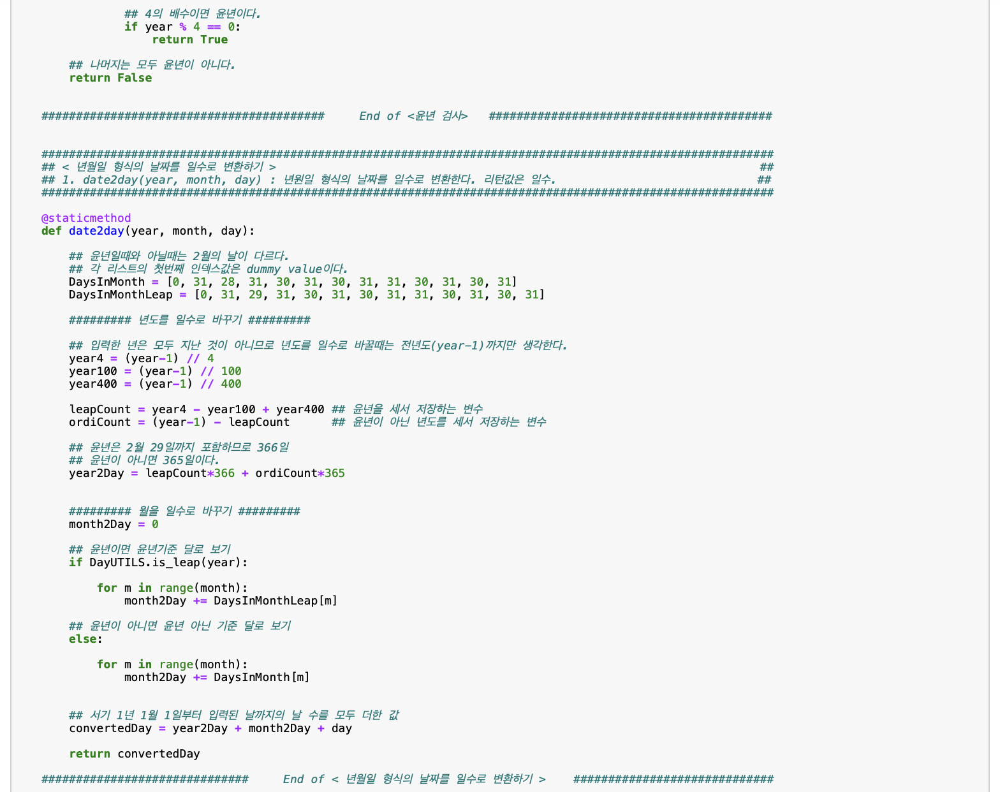 ## 4의 배수이면 윤년이다.
if year % 4 == 0:
return True
## 나머지는 모두 윤년이 아니다.
return False
######################################### End of <윤년 검사> #########################################
##########################################################################################################
## < 년월일 형식의 날짜를 일수로 변환하기 > ##
## 1. date2day(year, month, day) : 년원일 형식의 날짜를 일수로 변환한다. 리턴값은 일수. ##
##########################################################################################################
@staticmethod
def date2day(year, month, day):
## 윤년일때와 아닐때는 2월의 날이 다르다.
## 각 리스트의 첫번째 인덱스값은 dummy value이다.
DaysInMonth = [0, 31, 28, 31, 30, 31, 30, 31, 31, 30, 31, 30, 31]
DaysInMonthLeap = [0, 31, 29, 31, 30, 31, 30, 31, 31, 30, 31, 30, 31]
######### 년도를 일수로 바꾸기 #########
## 입력한 년은 모두 지난 것이 아니므로 년도를 일수로 바꿀때는 전년도(year-1)까지만 생각한다.
year4 = (year-1) // 4
year100 = (year-1) // 100
year400 = (year-1) // 400
leapCount = year4 - year100 + year400 ## 윤년을 세서 저장하는 변수
ordiCount = (year-1) - leapCount ## 윤년이 아닌 년도를 세서 저장하는 변수
## 윤년은 2월 29일까지 포함하므로 366일
## 윤년이 아니면 365일이다.
year2Day = leapCount*366 + ordiCount*365
######### 월을 일수로 바꾸기 #########
month2Day = 0
## 윤년이면 윤년기준 달로 보기
if DayUTILS.is_leap(year):
for m in range(month):
month2Day += DaysInMonthLeap[m]
## 윤년이 아니면 윤년 아닌 기준 달로 보기
else:
for m in range(month):
month2Day += DaysInMonth[m]
## 서기 1년 1월 1일부터 입력된 날까지의 날 수를 모두 더한 값
convertedDay = year2Day + month2Day + day
return convertedDay
############################## End of < 년월일 형식의 날짜를 일수로 변환하기 > #############################